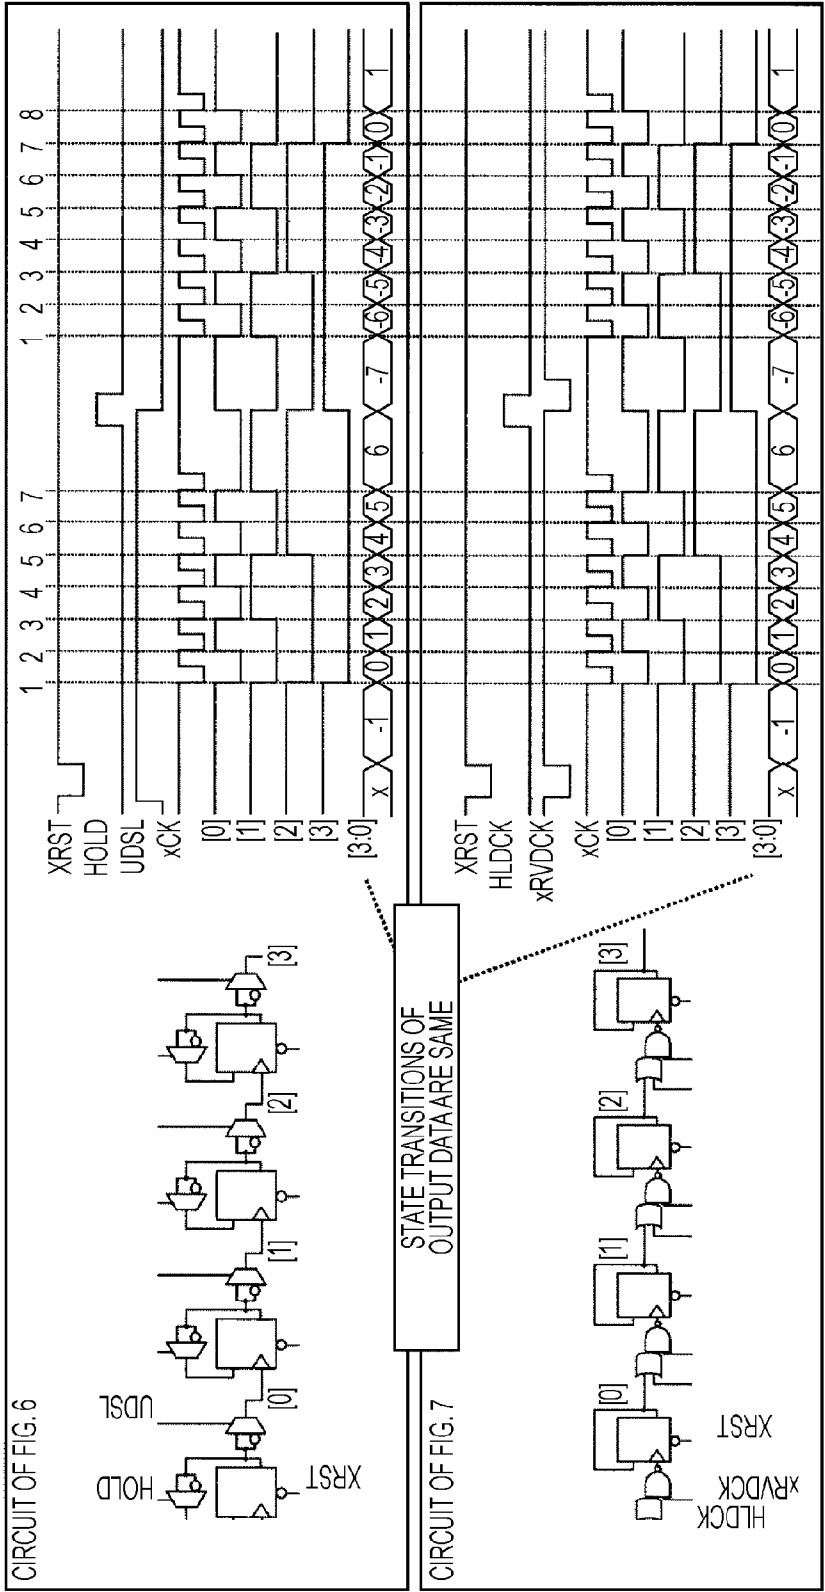 CIRCUIT OF FIG. 6
HOLD
UDSL
XRST
[0]
[1]
[2]
[3]
1 2 3 4 5 6 7 1 2 3 4 5 6 7 8
XRST
HOLD
UDSL
xCK
[0]
[1]
[2]
[3]
[3:0] x -1 0 1 2 3 4 5 6 -7 -6 -5 -4 -3 -2 -1 0 1
STATE TRANSITIONS OF
OUTPUT DATA ARE SAME
CIRCUIT OF FIG. 7
HLDCK
xRVDCK
XRST
[0]
[1]
[2]
[3]
XRST
HLDCK
xRVDCK
xCK
[0]
[1]
[2]
[3]
[3:0] x -1 0 1 2 3 4 5 6 -7 -6 -5 -4 -3 -2 -1 0 1